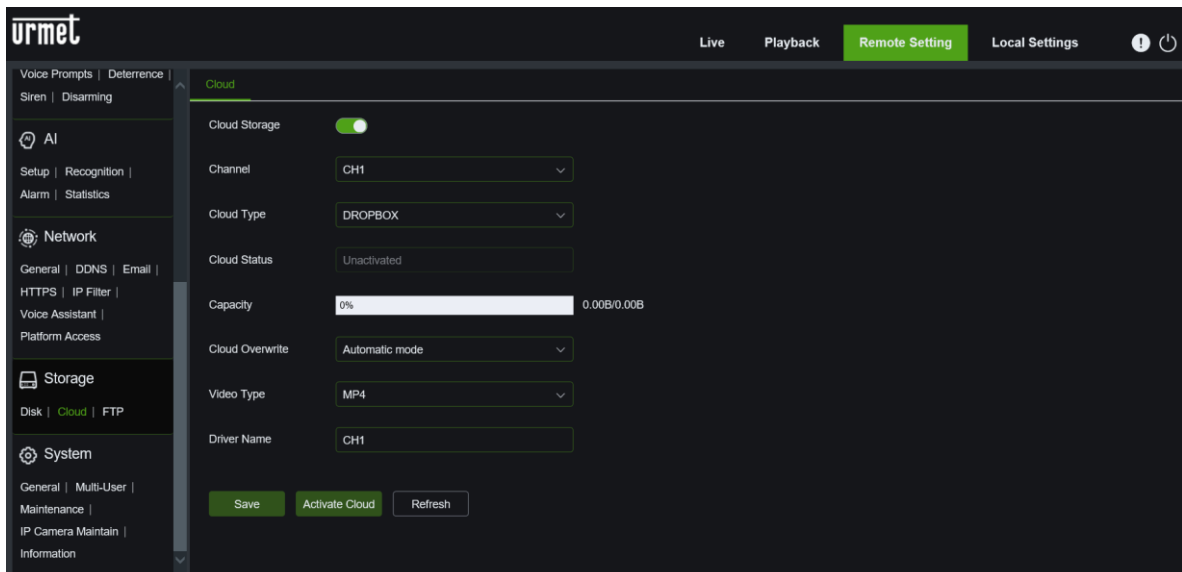 urmet
Live Playback Remote Setting Local Settings
Voice Prompts | Deterrence |
Siren | Disarming
AI
Setup | Recognition |
Alarm | Statistics
Network
General | DDNS | Email |
HTTPS | IP Filter |
Voice Assistant |
Platform Access
Storage
Disk | Cloud | FTP
System
General | Multi-User |
Maintenance |
IP Camera Maintain |
Information
Cloud
Cloud Storage
Channel CH1
Cloud Type DROPBOX
Cloud Status Unactivated
Capacity 0% 0.00B/0.00B
Cloud Overwrite Automatic mode
Video Type MP4
Driver Name CH1
Save Activate Cloud Refresh